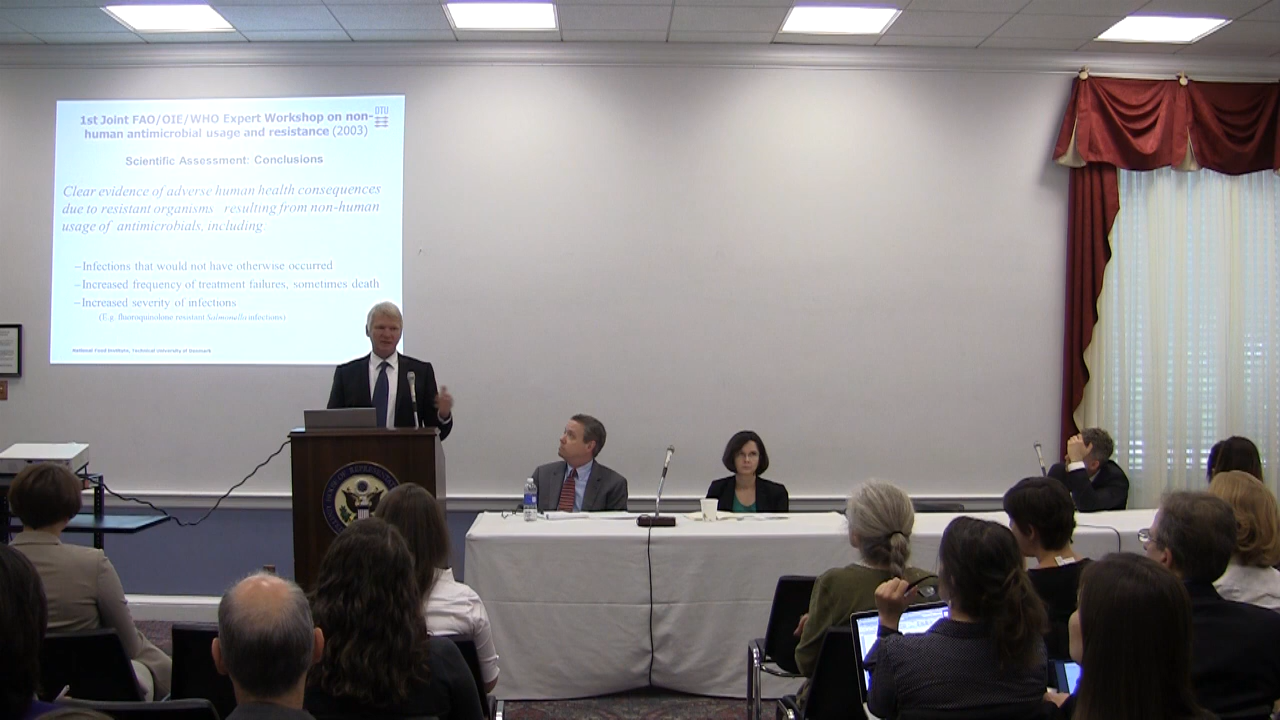 1st Joint FAO/OIE/WHO Expert Workshop on non-
human antimicrobial usage and resistance (2003)
DTU
Scientific Assessment: Conclusions
Clear evidence of adverse human health consequences
due to resistant organisms resulting from non-human
usage of antimicrobials, including:
–Infections that would not have otherwise occurred
–Increased frequency of treatment failures, sometimes death
–Increased severity of infections
(E.g. fluoroquinolone resistant Salmonella infections)
National Food Institute, Technical University of Denmark